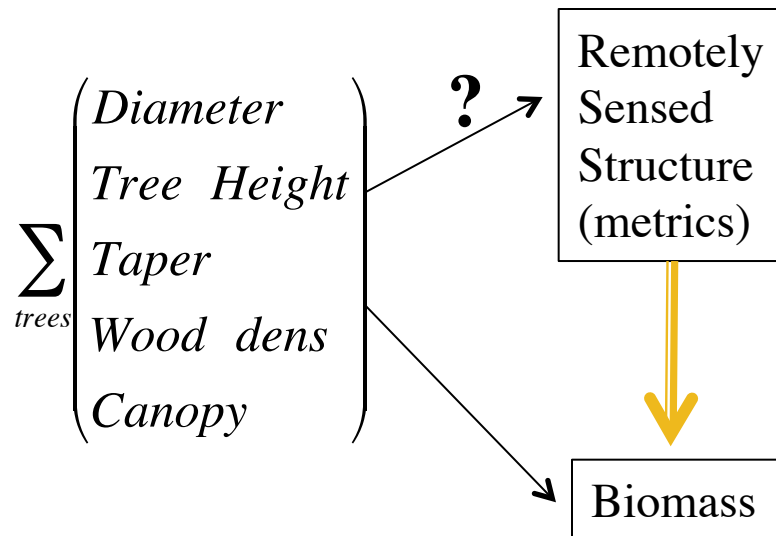 ∑
trees
Diameter
Tree Height
Taper
Wood dens
Canopy
?
Remotely
Sensed
Structure
(metrics)
Biomass